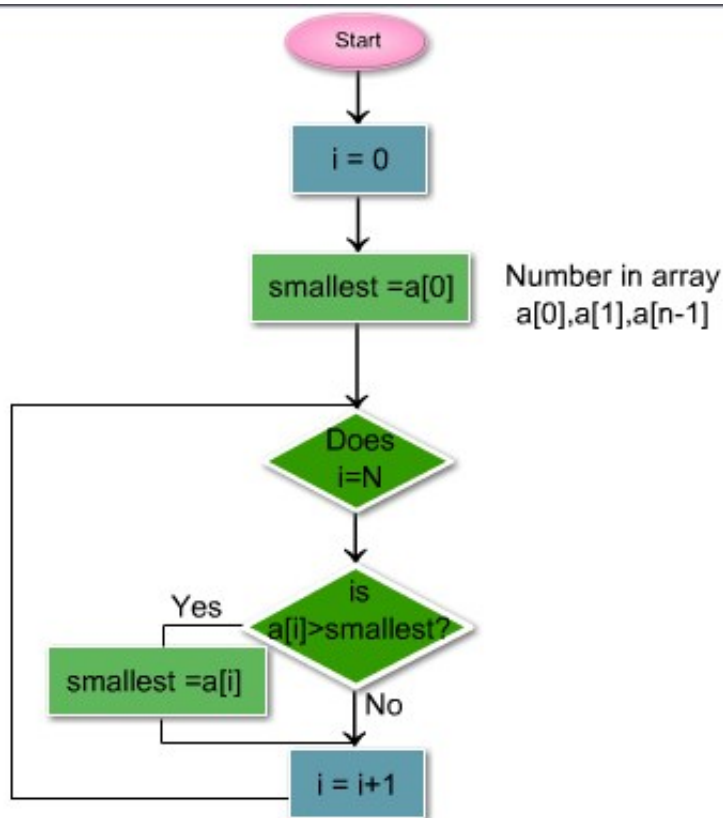 Start
i = 0
smallest =a[0]
Number in array
a[0],a[1],a[n-1]
Does
i=N
is
a[i]>smallest?
Yes
smallest =a[i]
No
i = i+1